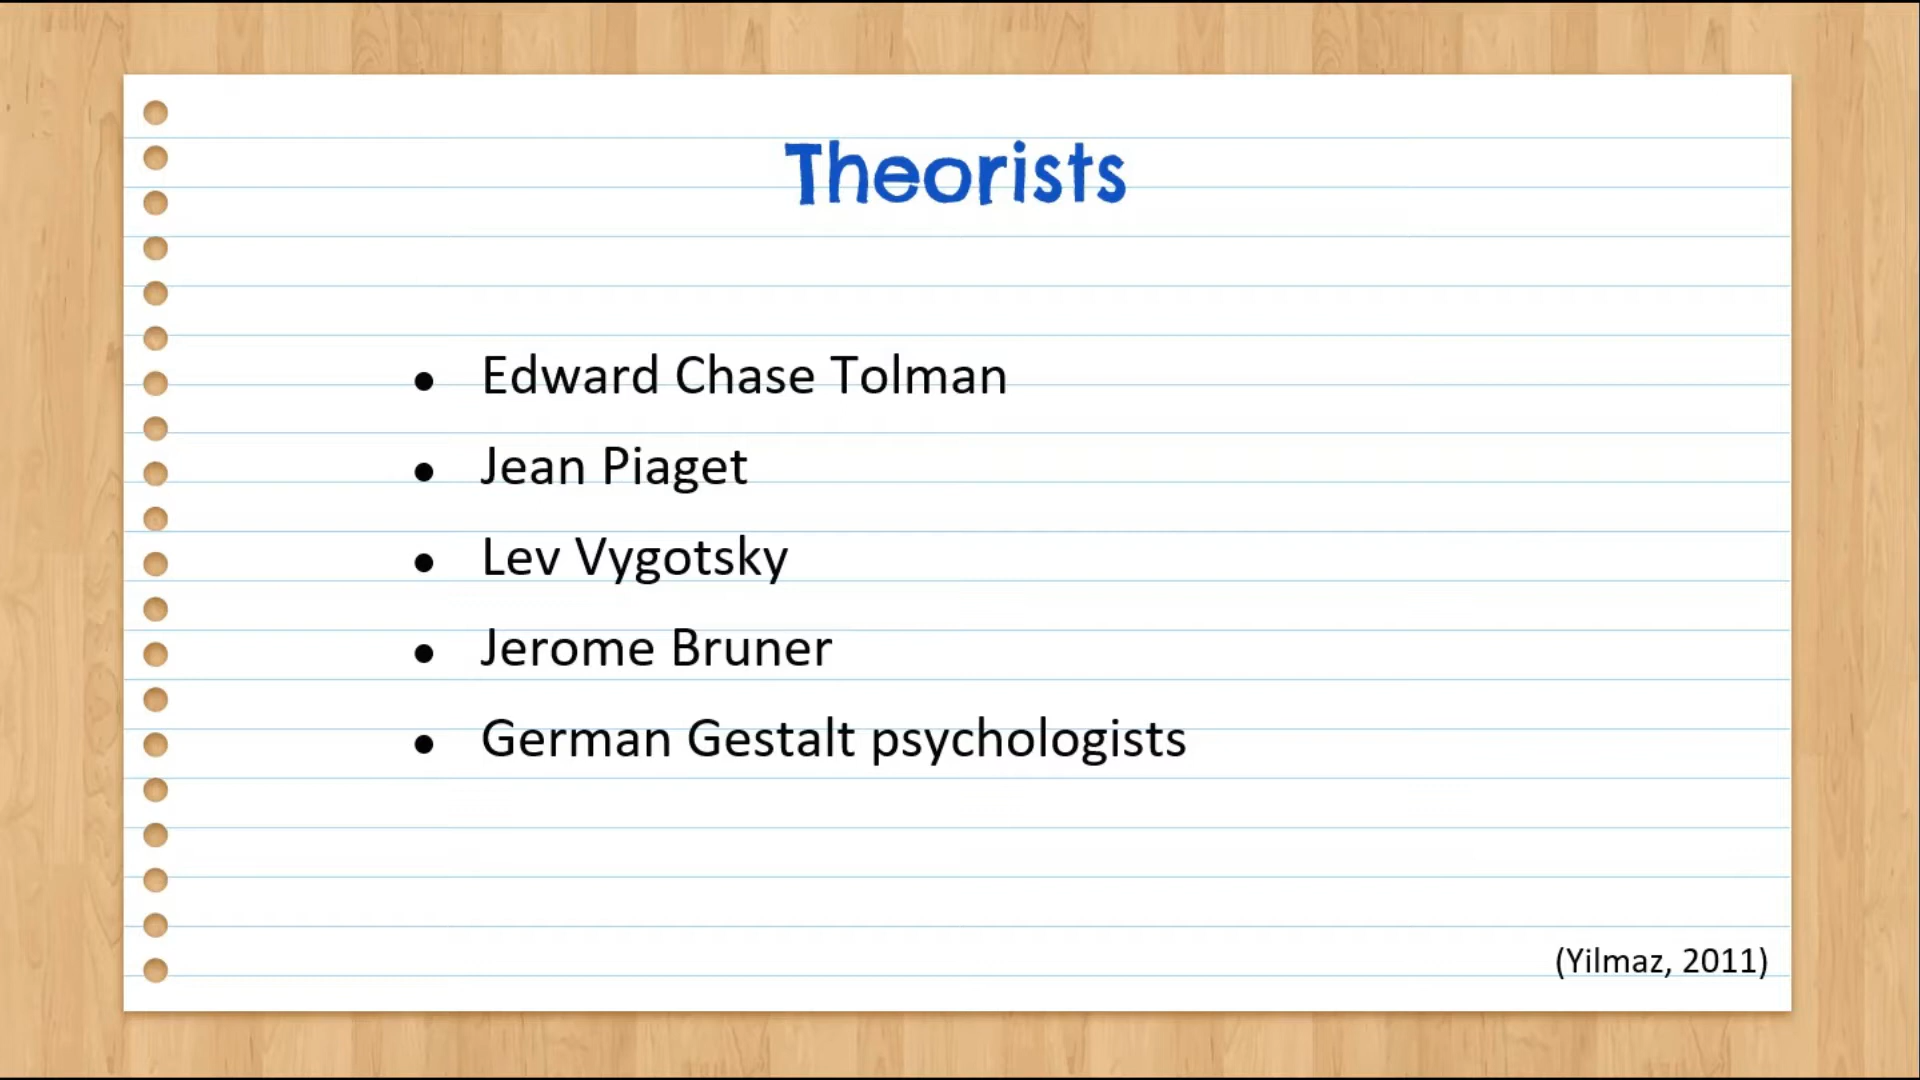 Theorists
● Edward Chase Tolman
● Jean Piaget
● Lev Vygotsky
● Jerome Bruner
● German Gestalt psychologists
(Yilmaz, 2011)